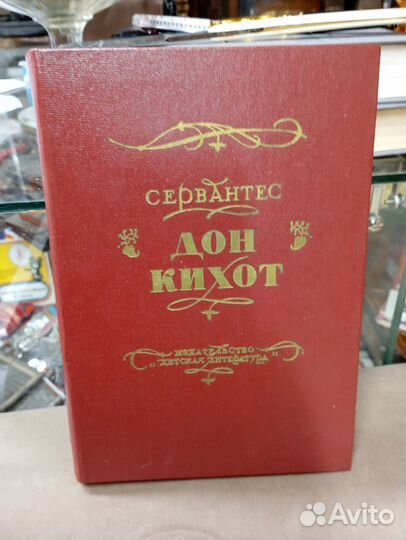 СЕРВАНТЕС
ДОН
КИХОТ
ИЗДАТЕЛЬСТВО
„ДЕТСКАЯ ЛИТЕРАТУРА"
Avito